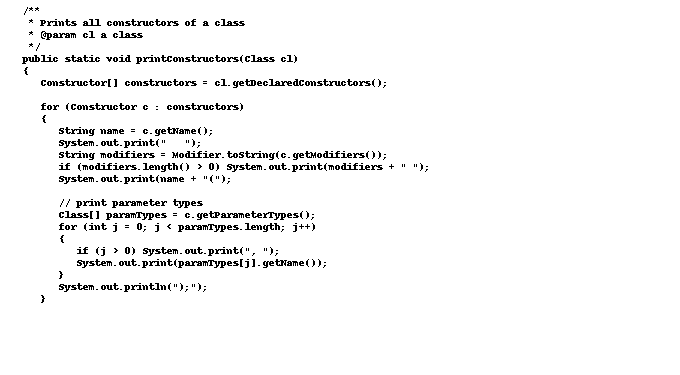 /**
 * Prints all constructors of a class
 * @param cl a class
 */
public static void printConstructors(Class cl)
{
   Constructor[] constructors = cl.getDeclaredConstructors();

   for (Constructor c : constructors)
   {
      String name = c.getName();
      System.out.print("   ");
      String modifiers = Modifier.toString(c.getModifiers());
      if (modifiers.length() > 0) System.out.print(modifiers + " ");
      System.out.print(name + "(");

      // print parameter types
      Class[] paramTypes = c.getParameterTypes();
      for (int j = 0; j < paramTypes.length; j++)
      {
         if (j > 0) System.out.print(", ");
         System.out.print(paramTypes[j].getName());
      }
      System.out.println(");");
   }